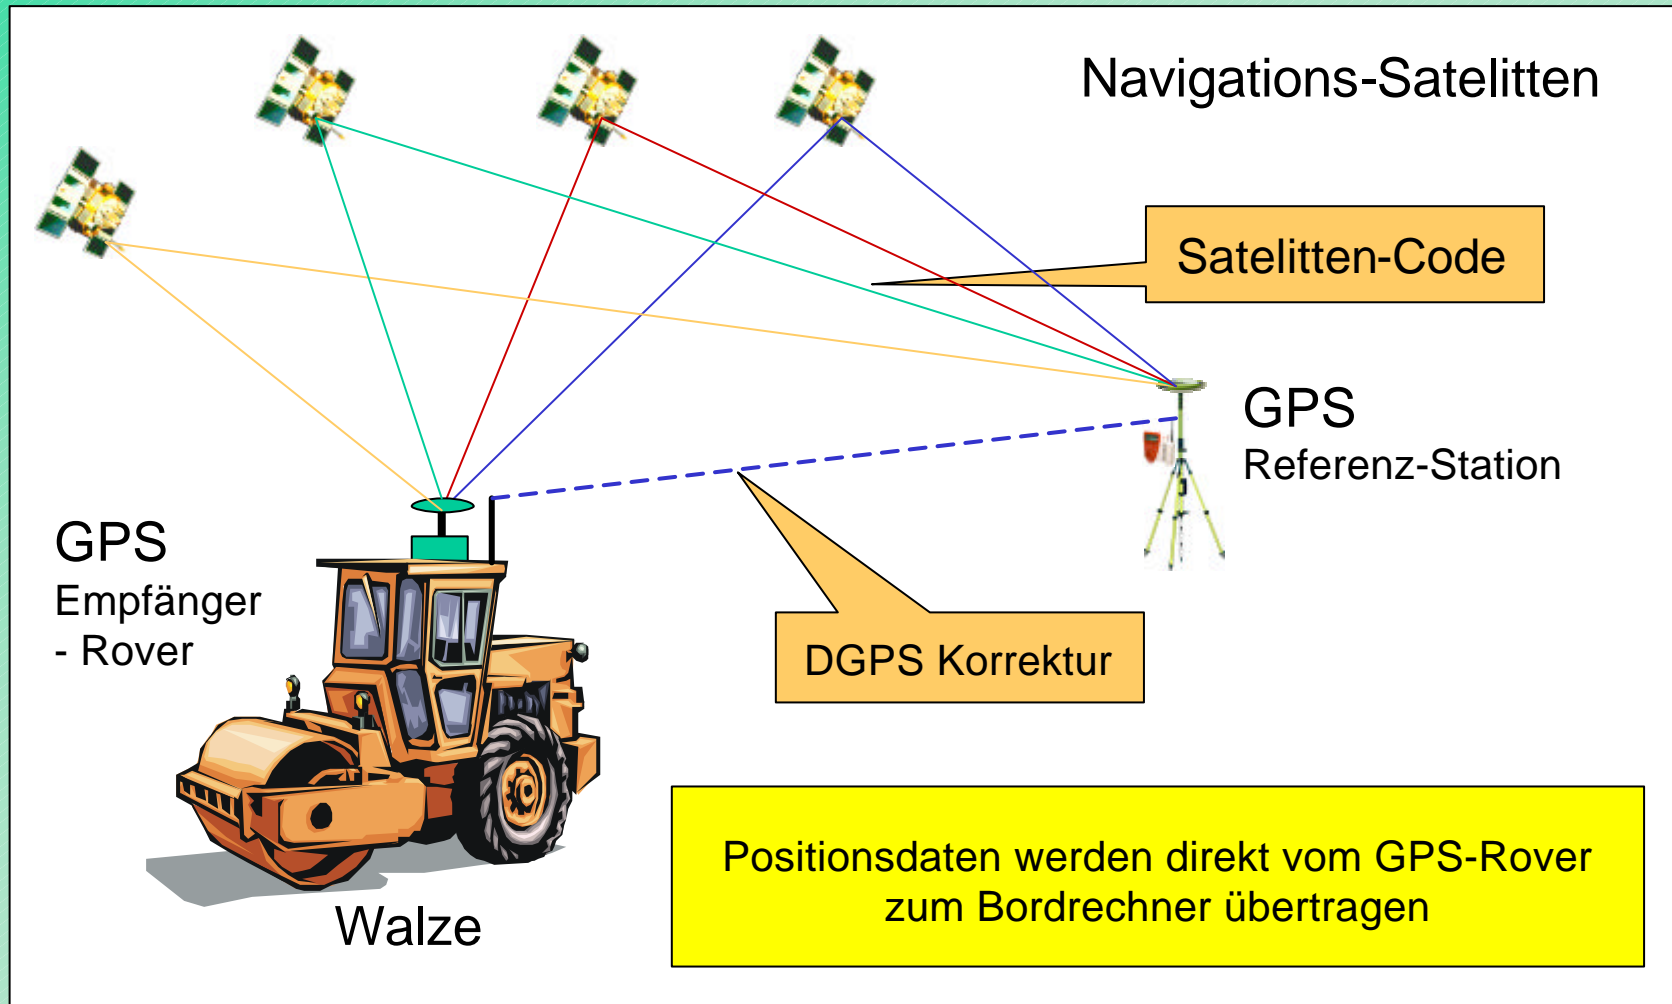 Navigations-Satelitten
Satelitten-Code
GPS
Referenz-Station
GPS
Empfänger
- Rover
DGPS Korrektur
Positionsdaten werden direkt vom GPS-Rover
zum Bordrechner übertragen
Walze